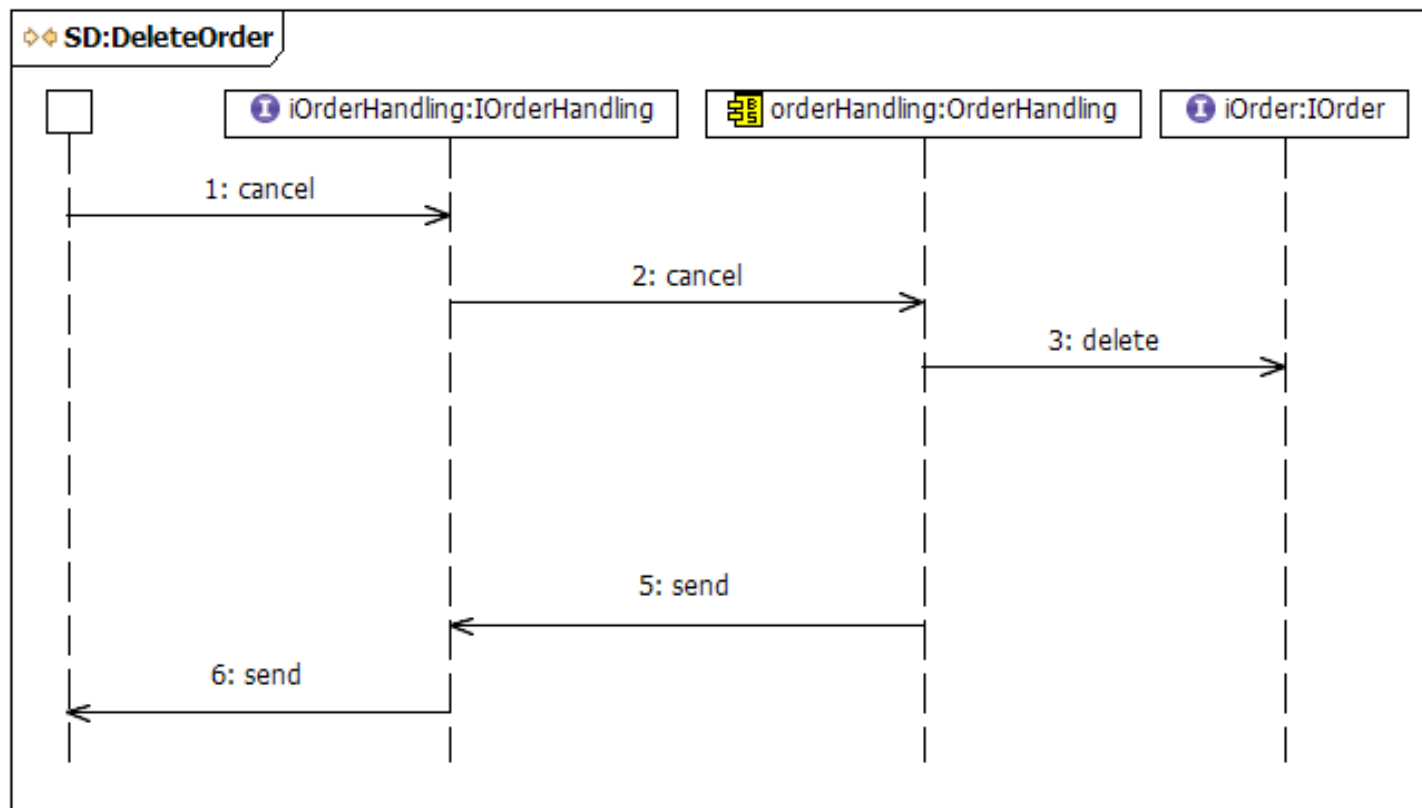 SD:DeleteOrder
iOrderHandling:IOrderHandling
orderHandling:OrderHandling
iOrder:IOrder
1: cancel
2: cancel
3: delete
5: send
6: send